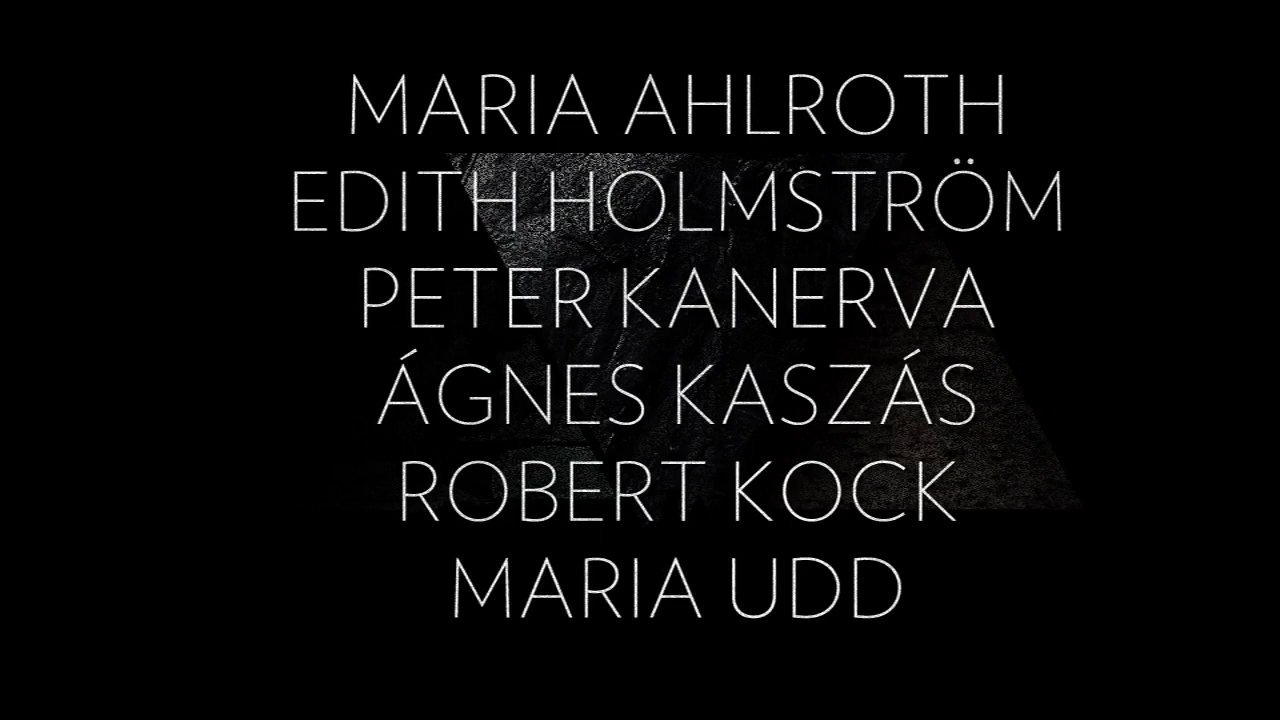 MARIA AHLROTH
EDITH HOLMSTRÖM
PETER KANERVA
ÁGNES KASZÁS
ROBERT KOCK
MARIA UDD